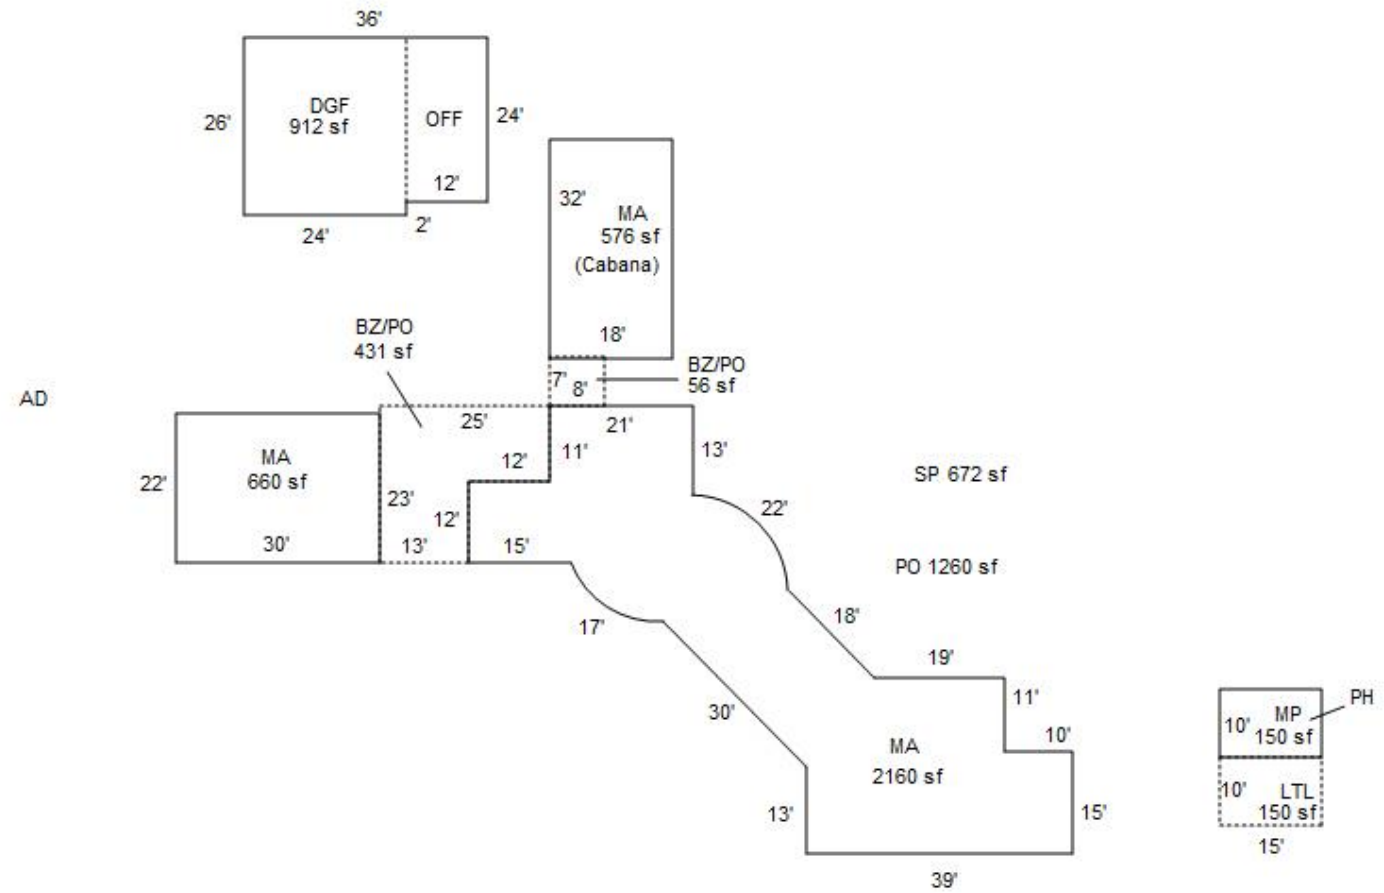 36'
26'
DGF
912 sf
OFF
24'
12'
24'
2'
32'
MA
576 sf
(Cabana)
18'
BZ/PO
431 sf
BZ/PO
56 sf
7'
8'
AD
25'
21'
MA
660 sf
22'
30'
12'
11'
13'
23'
12'
13'
15'
22'
SP 672 sf
PO 1260 sf
17'
18'
19'
11'
30'
10'
MA
2160 sf
13'
15'
39'
PH
10'
MP
150 sf
10'
LTL
150 sf
15'